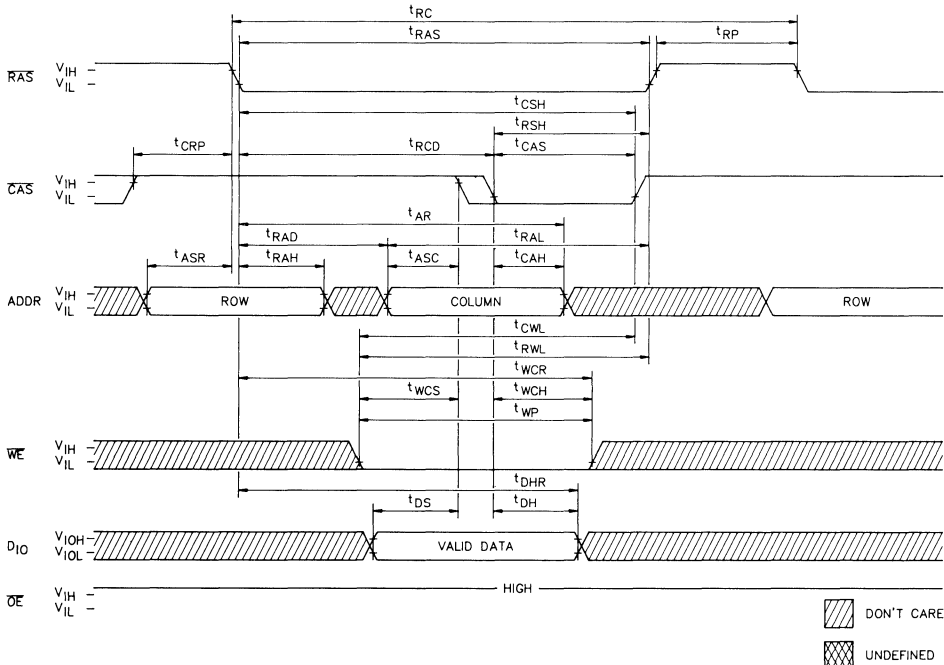 tRC
tRAS
tRP
RAS
VIH
VIL
tCSH
tRSH
tCRP
tRCD
tCAS
CAS
VIH
VIL
tAR
tRAD
tRAL
tASR
tRAH
tASC
tCAH
ADDR
VIH
VIL
ROW
COLUMN
ROW
tCWL
tRWL
tWCR
tWCS
tWCH
tWP
WE
VIH
VIL
tDHR
tDS
tDH
DIO
VIOH
VIOL
VALID DATA
OE
VIH
VIL
HIGH
DON'T CARE
UNDEFINED